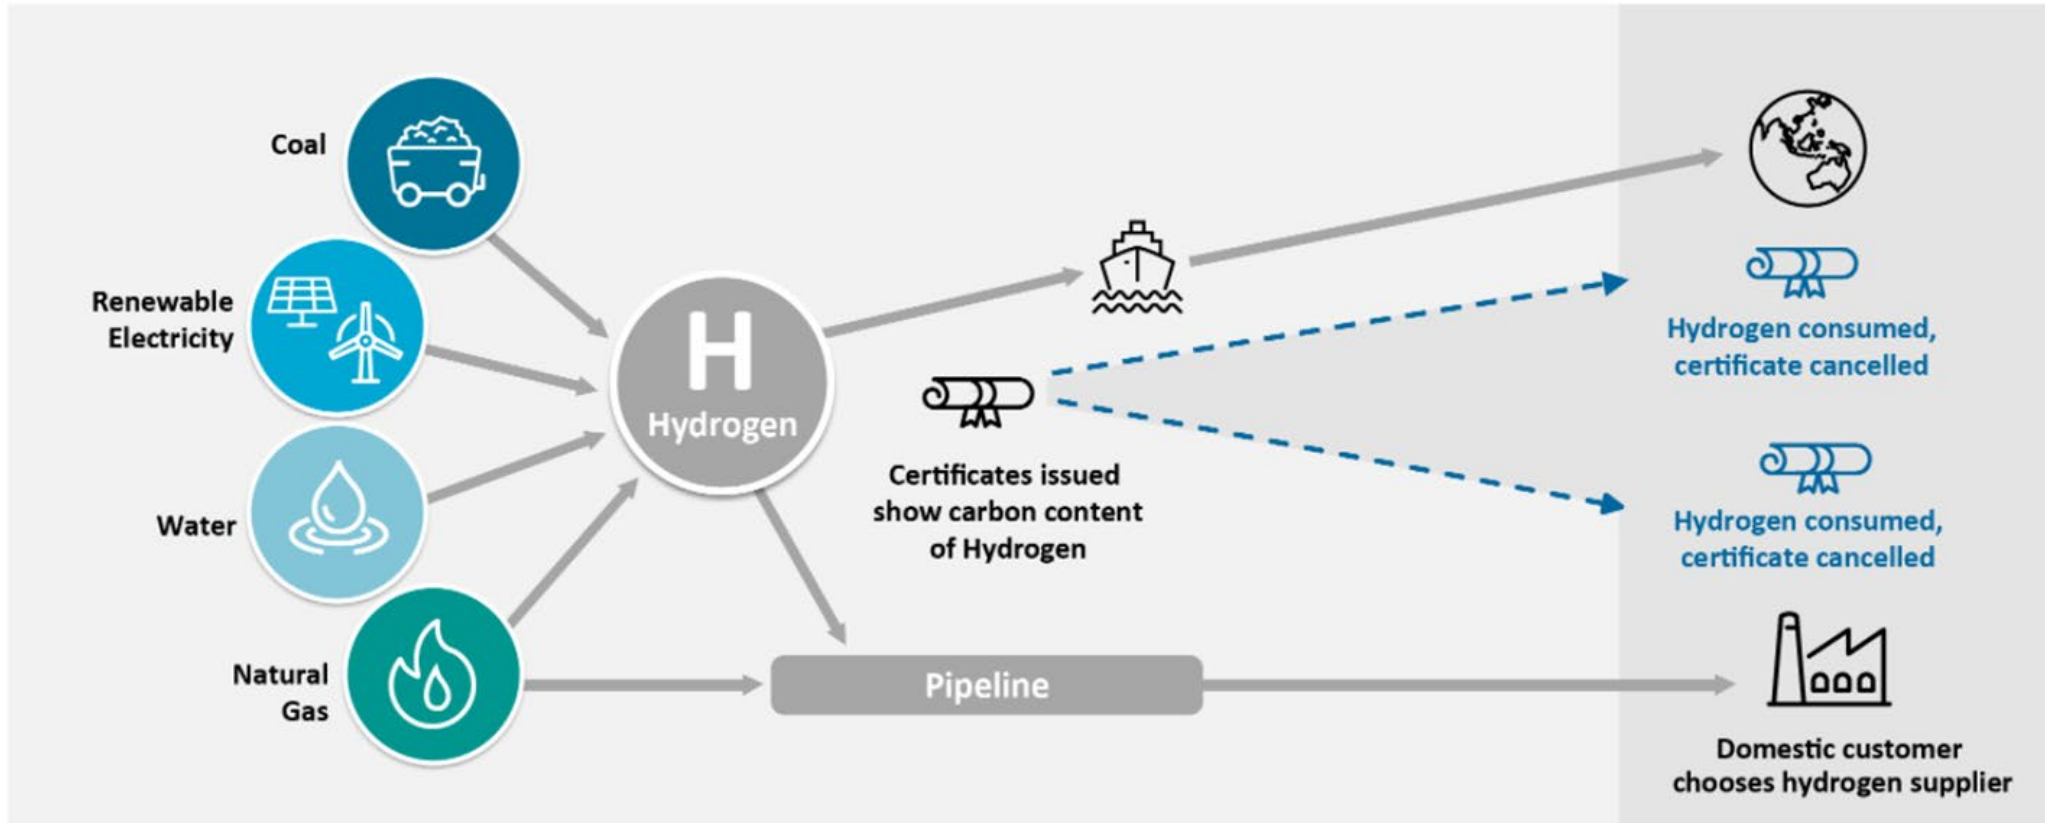 Coal
Renewable
Electricity
Water
Natural
Gas
H
Hydrogen
Certificates issued
show carbon content
of Hydrogen
Pipeline
Hydrogen consumed,
certificate cancelled
Hydrogen consumed,
certificate cancelled
Domestic customer
chooses hydrogen supplier